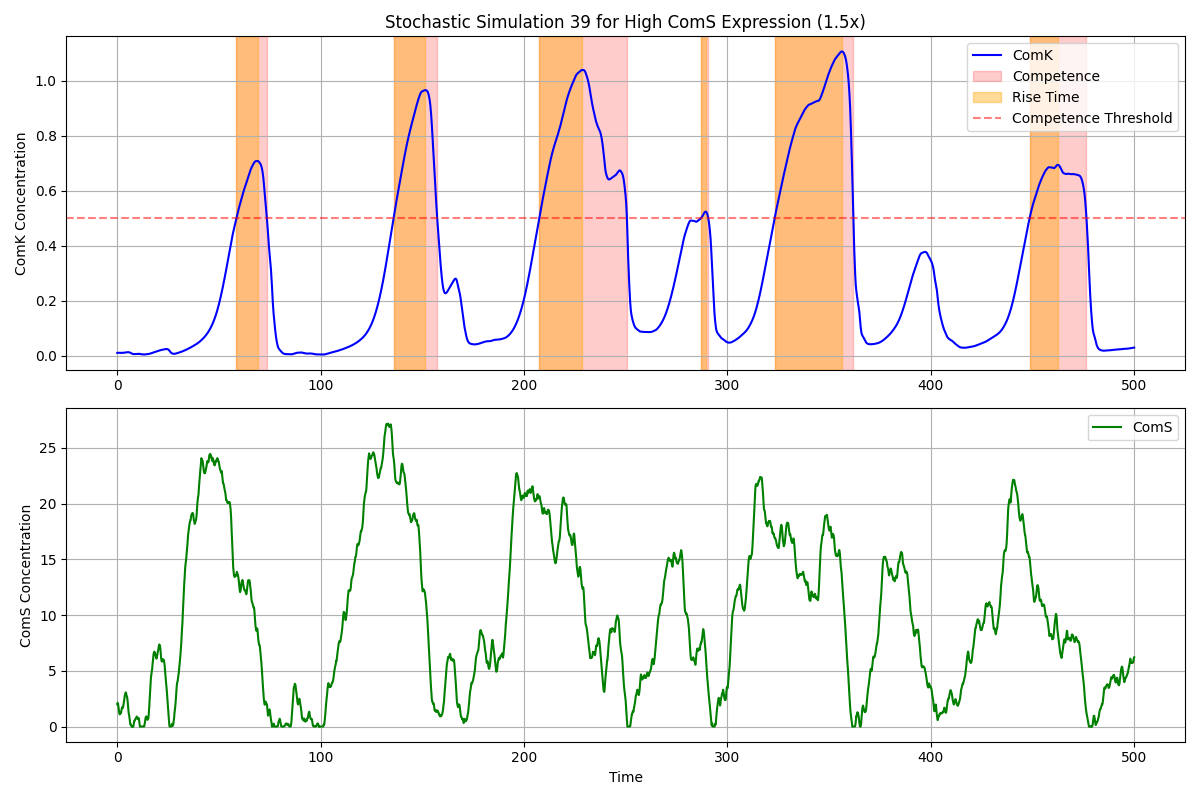 Stochastic Simulation 39 for High ComS Expression (1.5x)
ComK Concentration
1.0
0.8
0.6
0.4
0.2
0.0
ComK
Competence
Rise Time
Competence Threshold
0 100 200 300 400 500
ComS Concentration
25
20
15
10
5
0
ComS
0 100 200 300 400 500
Time